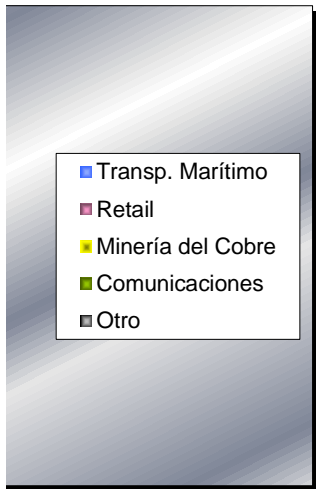 Transp. Marítimo
Retail
Minería del Cobre
Comunicaciones
Otro